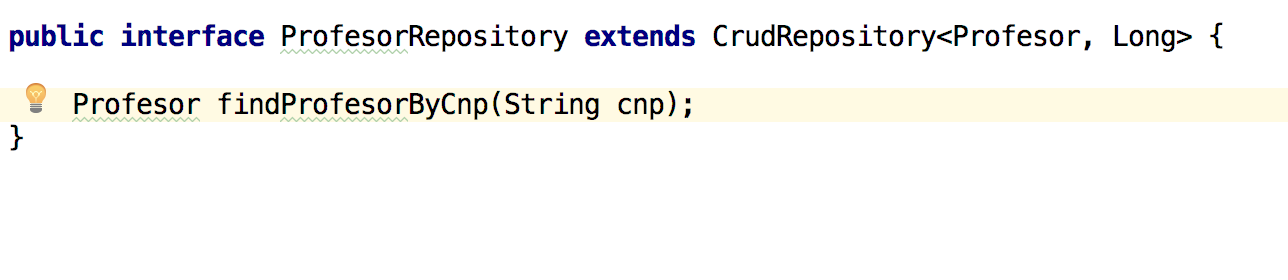 public interface ProfesorRepository extends CrudRepository<Profesor, Long> {
Profesor findProfesorByCnp(String cnp);
}